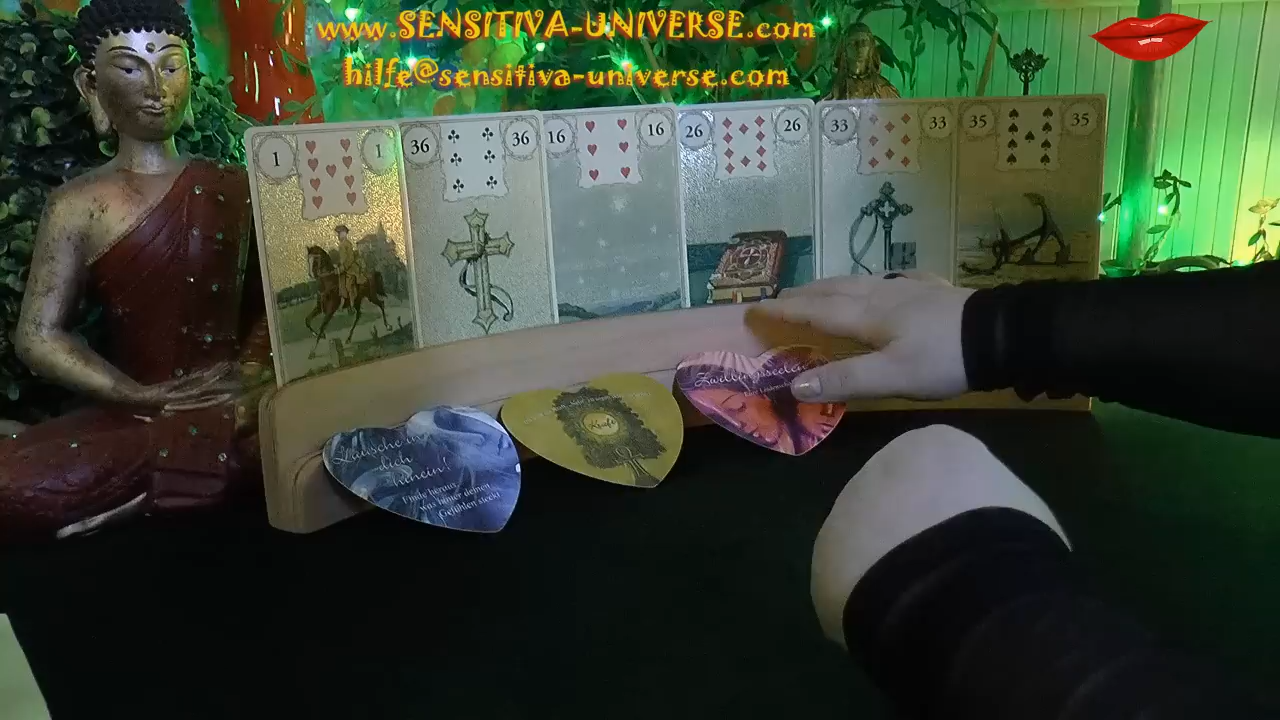 www.SENSITIVA-UNIVERSE.com
hilfe@sensitiva-universe.com
1 1
36 36
16 16
26 26
33 33
35 35
Lausche in
dich
hinein!
Finde heraus,
was hinter deinen
Gefühlen steckt
Kraft
Zwillingsseelen